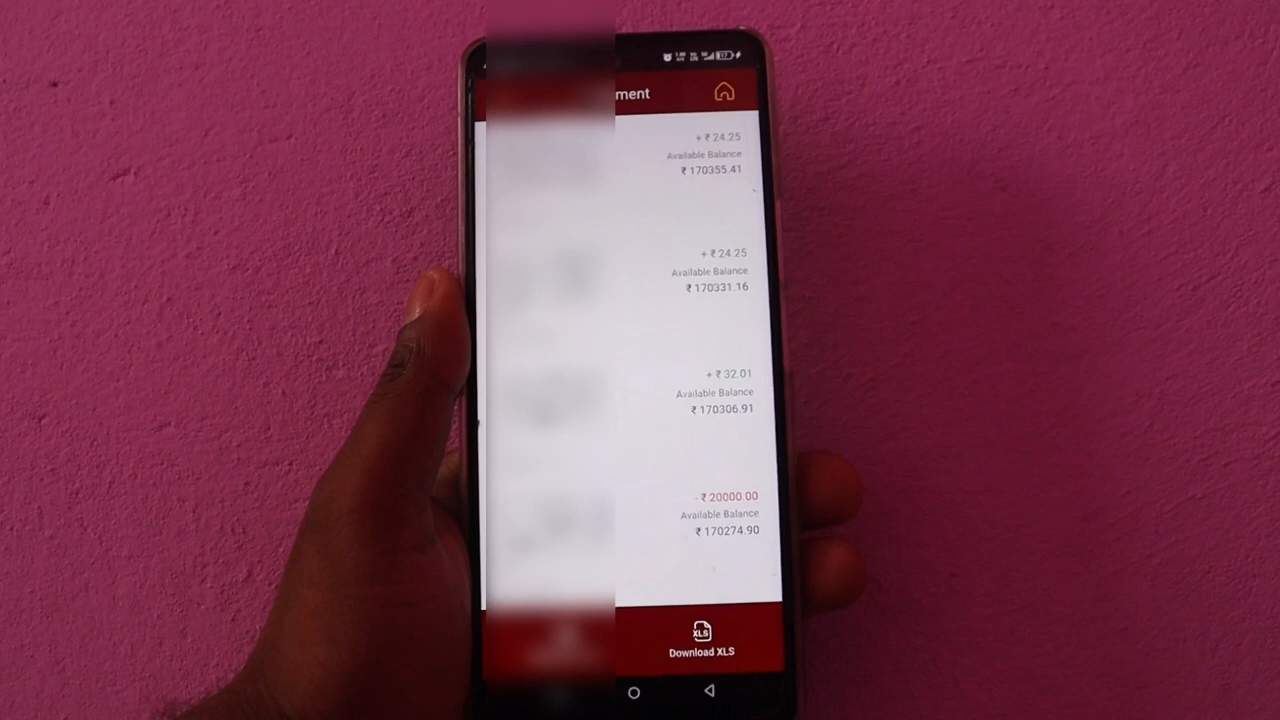 17
ment
+ ₹ 24.25
Available Balance
₹ 170355.41
+ ₹ 24.25
Available Balance
₹ 170331.16
+ ₹ 32.01
Available Balance
₹ 170306.91
- ₹ 20000.00
Available Balance
₹ 170274.90
XLS
Download XLS